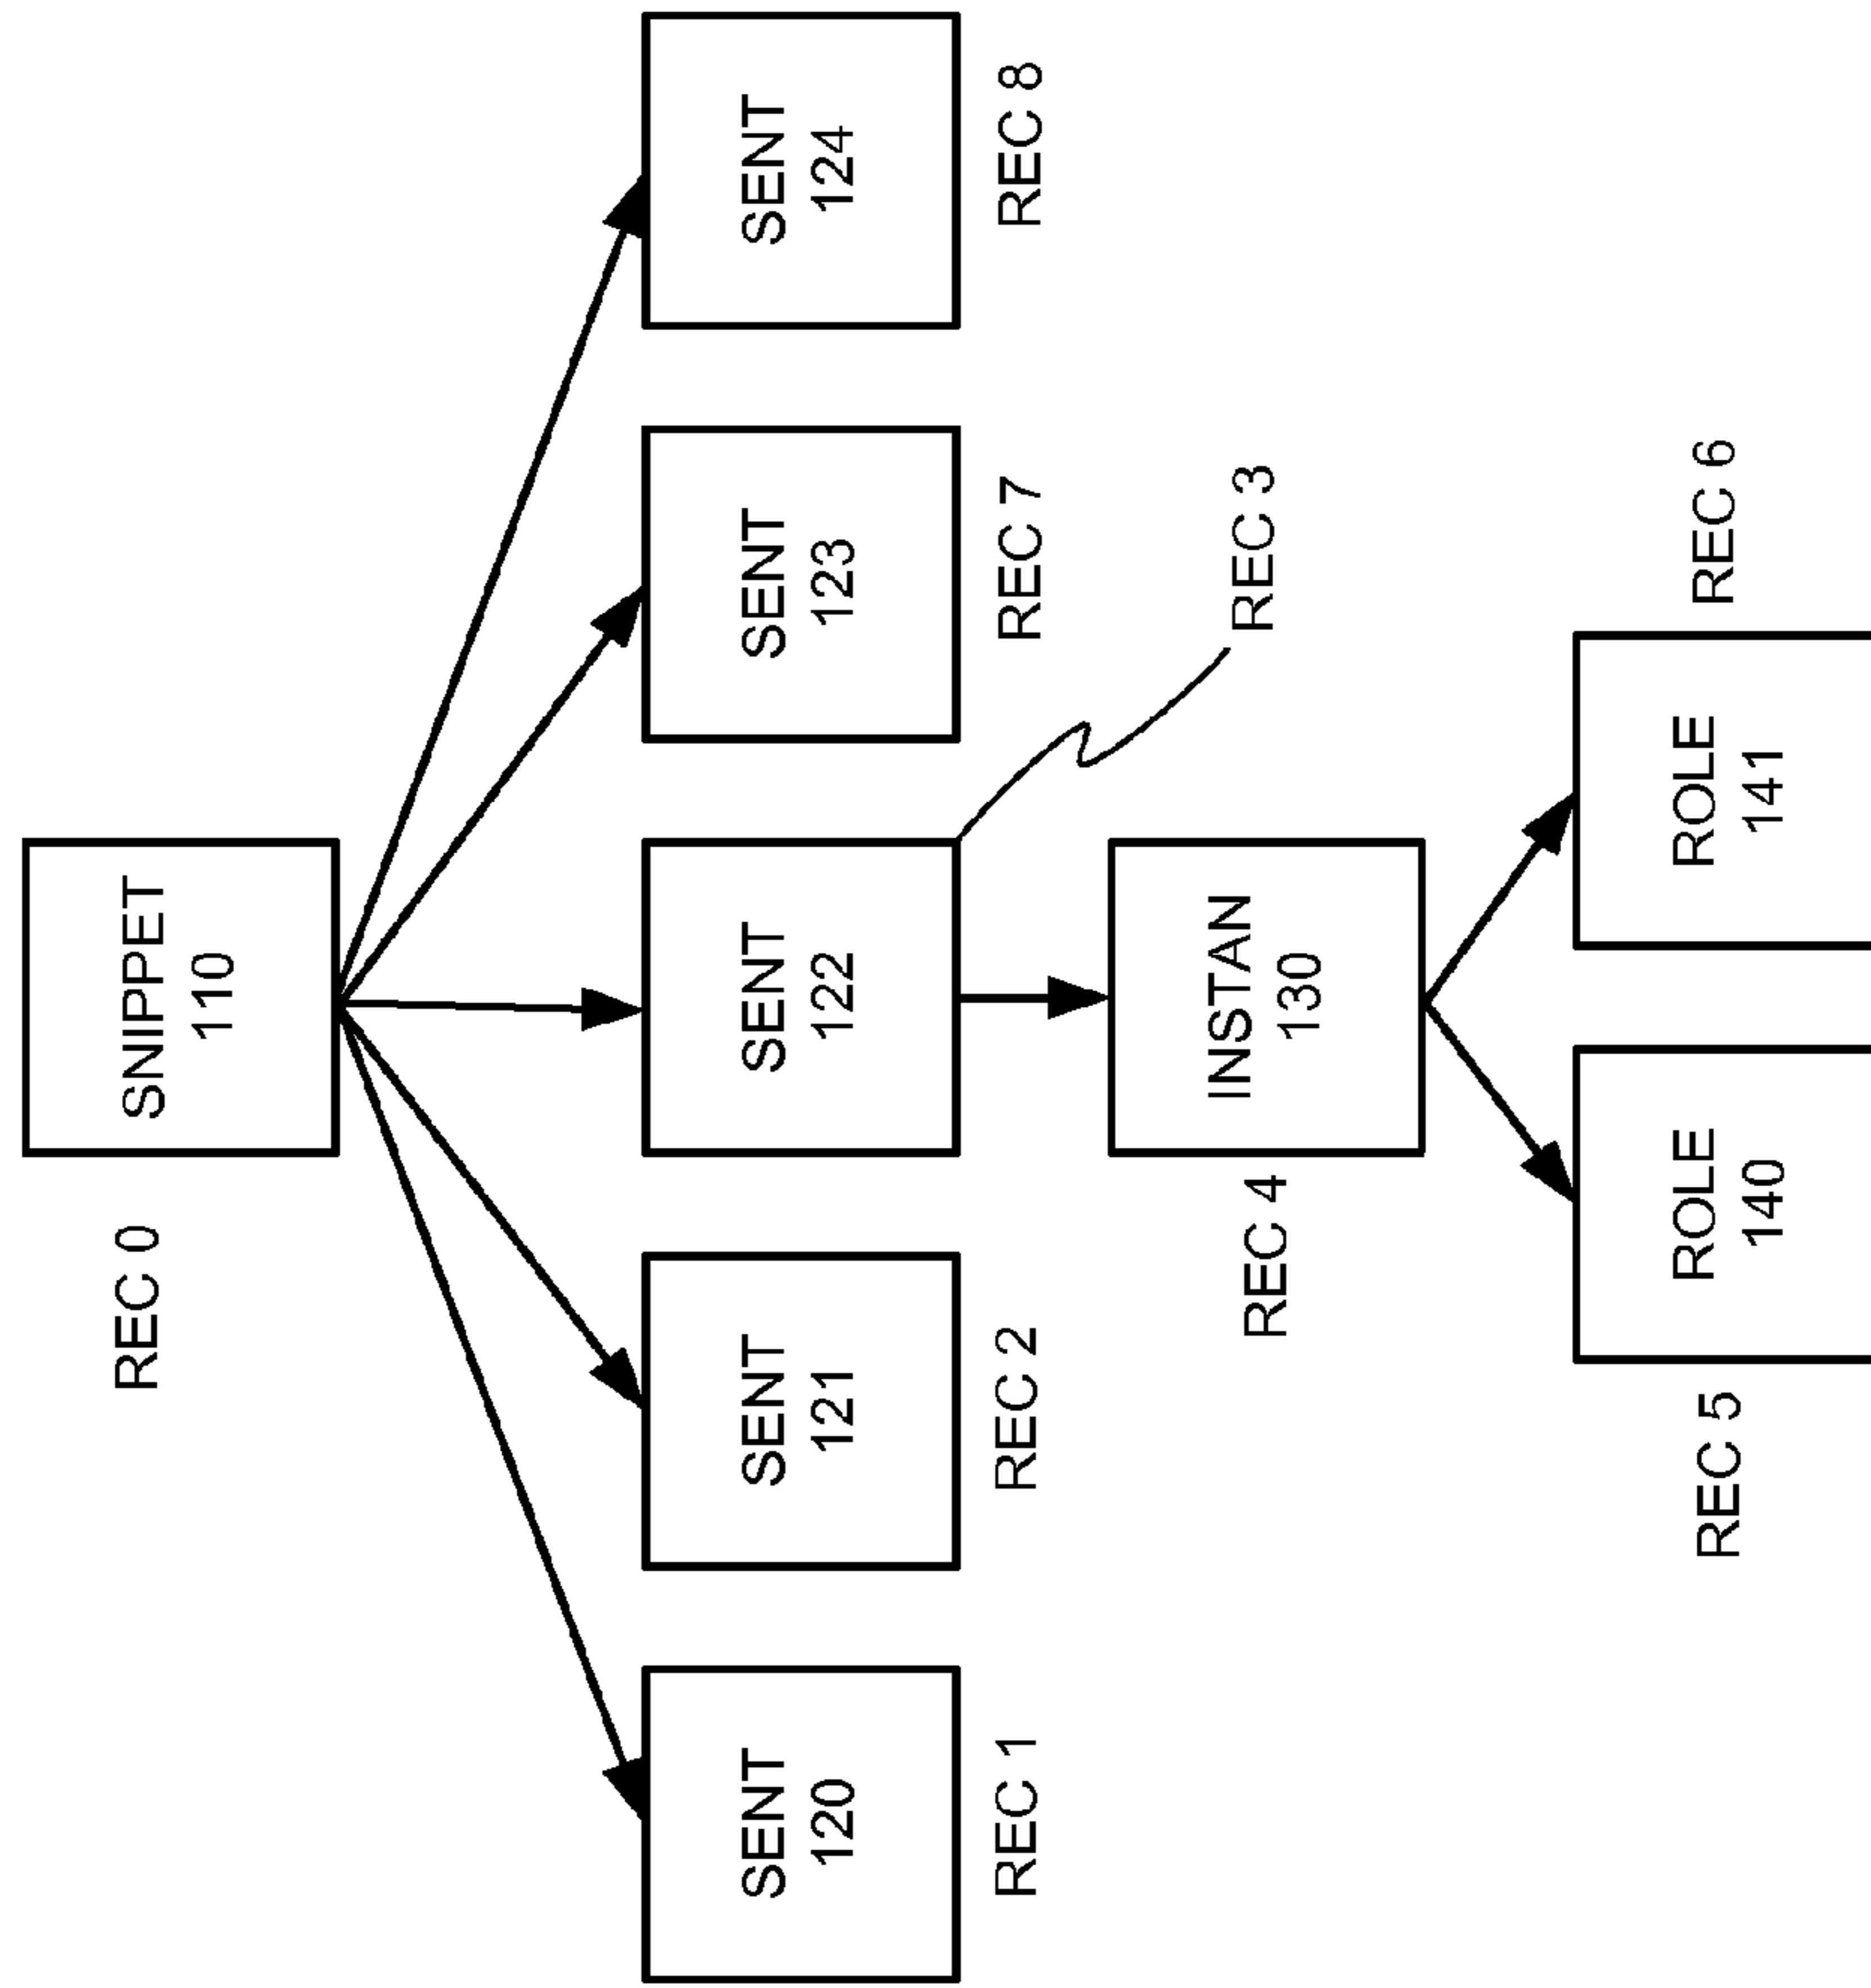 REC 0
SNIPPET
110
SENT
120
SENT
121
SENT
122
SENT
123
SENT
124
REC 1
REC 2
REC 7
REC 8
REC 4
INSTAN
130
REC 3
REC 5
ROLE
140
ROLE
141
REC 6